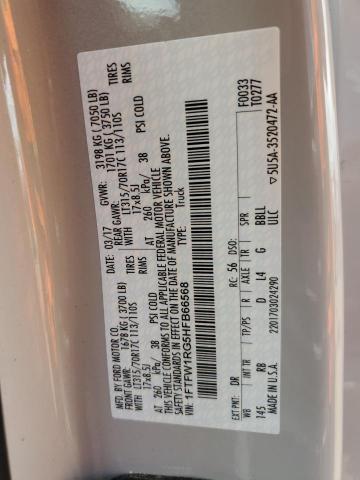 MFD. BY FORD MOTOR CO.
DATE: 03/17 GVWR: 3198 KG ( 7050 LB)
FRONT GAWR: 1678 KG (3700 LB) REAR GAWR: 1701 KG (3750 LB)
LT315/70R17C 113/110S WITH LT315/70R17C 113/110S TIRES
17x8.5J 17x8.5J RIMS
AT 260 kPa/ 38 PSI COLD AT 260 kPa/ 38 PSI COLD
THIS VEHICLE CONFORMS TO ALL APPLICABLE FEDERAL MOTOR VEHICLE
SAFETY STANDARDS IN EFFECT ON THE DATE OF MANUFACTURE SHOWN ABOVE.
VIN: 1FTFW1RG5HFB66568 TYPE: Truck
F0033
T0277
EXT PNT: DR RC: 56 DSO:
WB INT TR TP/PS R AXLE TR SPR
145 RB D L4 G BBLL
MADE IN U.S.A. 2201703024290 ULC
▽5U5A-3520472-AA